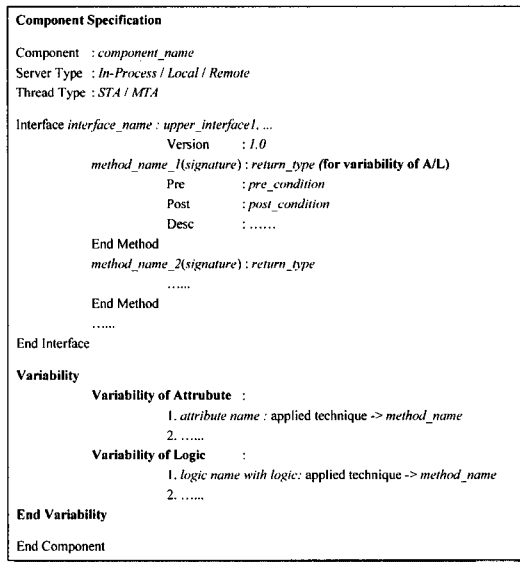 Component Specification
Component : component_name
Server Type : In-Process / Local / Remote
Thread Type : STA / MTA
Interface interface_name : upper_interface1, ...
Version : 1.0
method_name_1(signature) : return_type (for variability of A/L)
Pre : pre_condition
Post : post_condition
Desc : ......
End Method
method_name_2(signature) : return_type
......
End Method
......
End Interface
Variability
Variability of Attrubute :
1. attribute name : applied technique -> method_name
2. ......
Variability of Logic :
1. logic name with logic: applied technique -> method_name
2. ......
End Variability
End Component